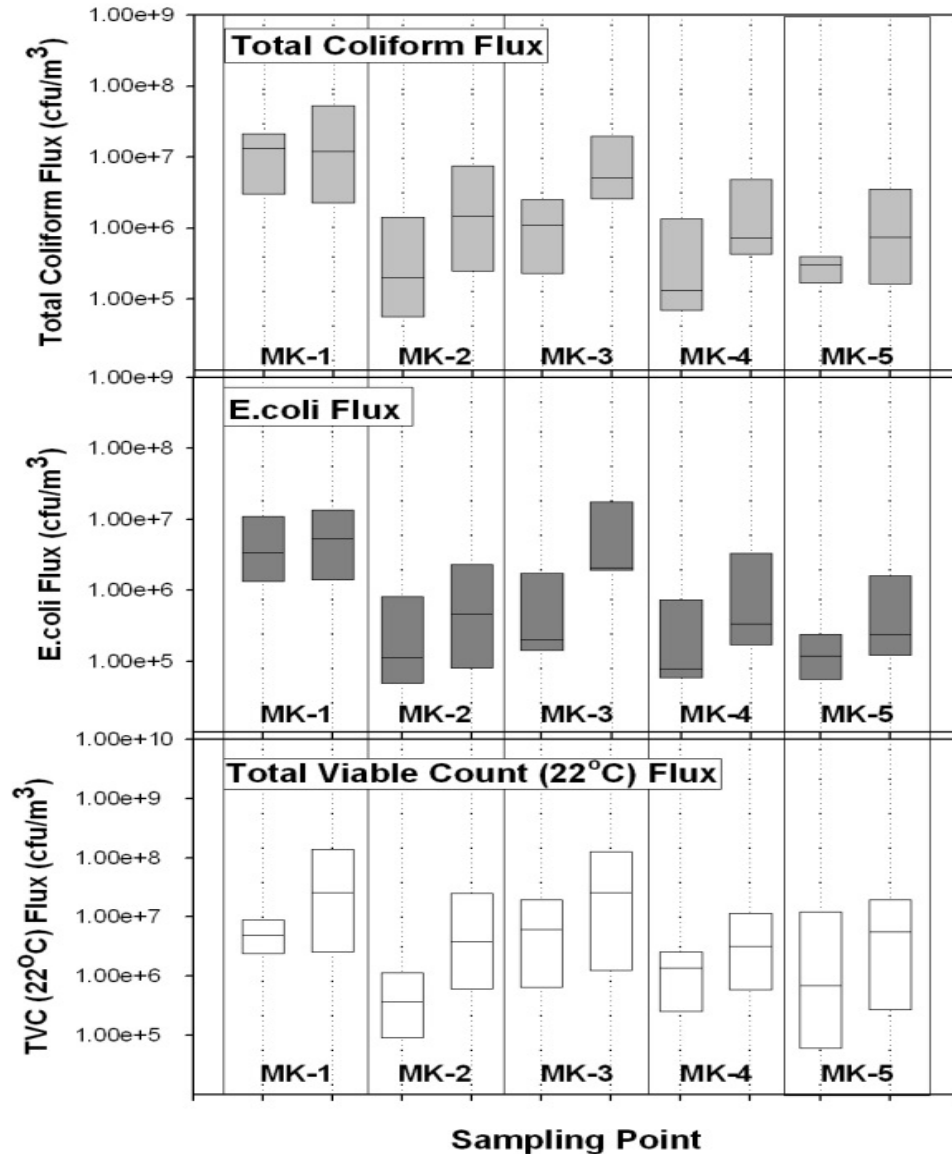 Total Coliform Flux (cfu/m³)
1.00e+9
1.00e+8
1.00e+7
1.00e+6
1.00e+5
Total Coliform Flux
MK-1 MK-2 MK-3 MK-4 MK-5
E.coli Flux (cfu/m³)
1.00e+9
1.00e+8
1.00e+7
1.00e+6
1.00e+5
E.coli Flux
MK-1 MK-2 MK-3 MK-4 MK-5
TVC (22°C) Flux (cfu/m³)
1.00e+10
1.00e+9
1.00e+8
1.00e+7
1.00e+6
1.00e+5
Total Viable Count (22°C) Flux
MK-1 MK-2 MK-3 MK-4 MK-5
Sampling Point